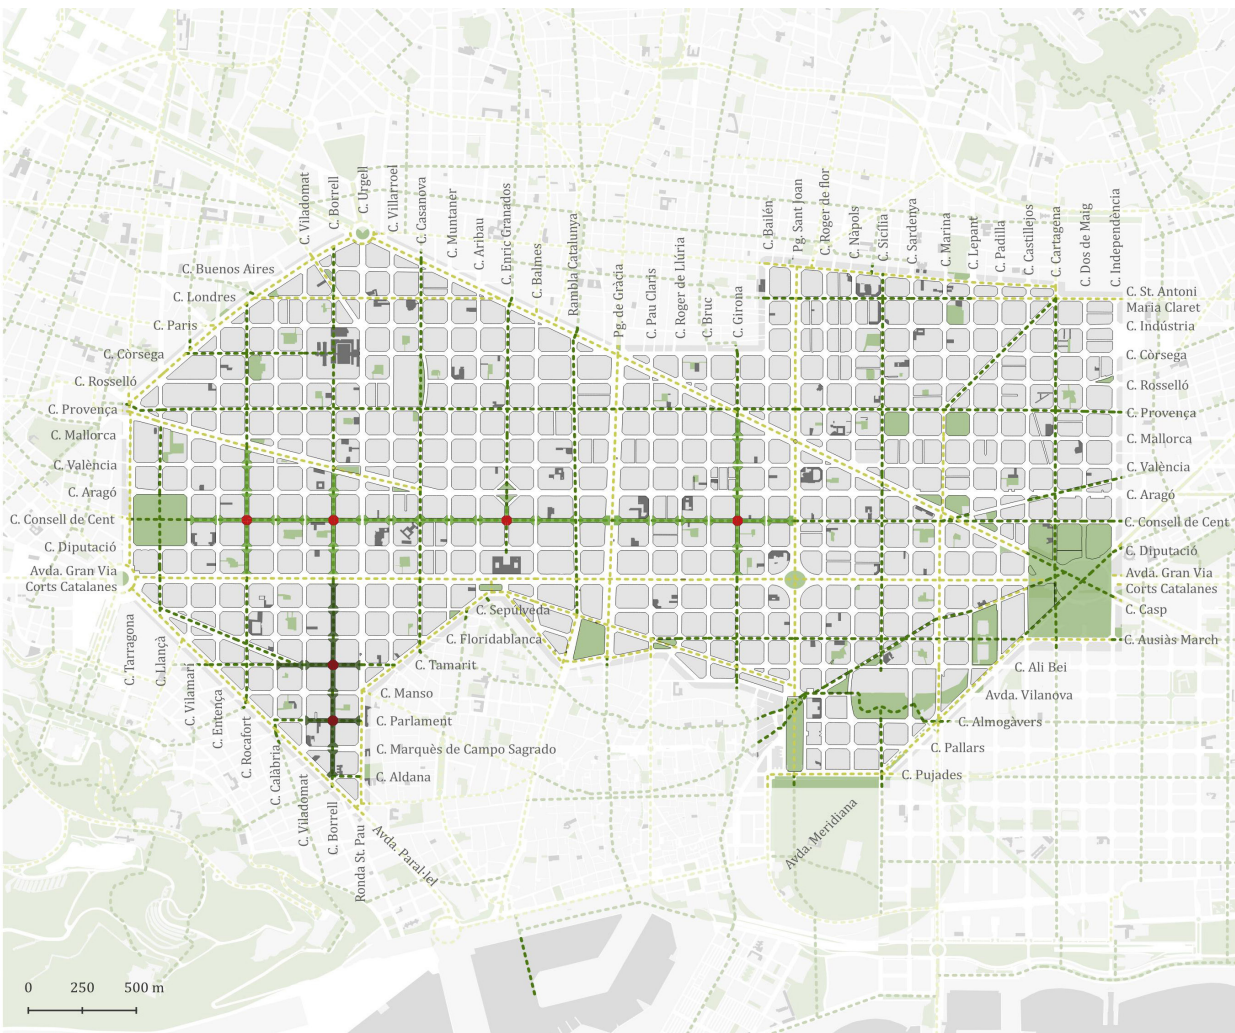 C. Viladomat
C. Borrell
C. Urgell
C. Villarroel
C. Casanova
C. Muntaner
C. Aribau
C. Enric Granados
C. Balmes
Rambla Catalunya
Pg. de Gràcia
C. Pau Claris
C. Roger de Llúria
C. Bruc
C. Girona
C. Bailén
Pg. Sant Joan
C. Roger de flor
C. Nàpols
C. Sicília
C. Sardenya
C. Marina
C. Lepant
C. Padilla
C. Castillejos
C. Cartagena
C. Dos de Maig
C. Independència
C. Buenos Aires
C. Londres
C. Paris
C. Còrsega
C. Rosselló
C. Provença
C. Mallorca
C. València
C. Aragó
C. Consell de Cent
C. Diputació
Avda. Gran Via
Corts Catalanes
C. St. Antoni
Maria Claret
C. Indústria
C. Còrsega
C. Rosselló
C. Provença
C. Mallorca
C. València
C. Aragó
C. Consell de Cent
C. Diputació
Avda. Gran Via
Corts Catalanes
C. Casp
C. Ausiàs March
C. Ali Bei
Avda. Vilanova
C. Almogàvers
C. Pallars
C. Pujades
Avda. Meridiana
C. Sepúlveda
C. Floridablanca
C. Tamarit
C. Manso
C. Parlament
C. Marquès de Campo Sagrado
C. Aldana
C. Tarragona
C. Llançà
C. Vilamarí
C. Entença
C. Rocafort
C. Calàbria
C. Viladomat
C. Borrell
Ronda St. Pau
Avda. Paral·lel
0 250 500 m